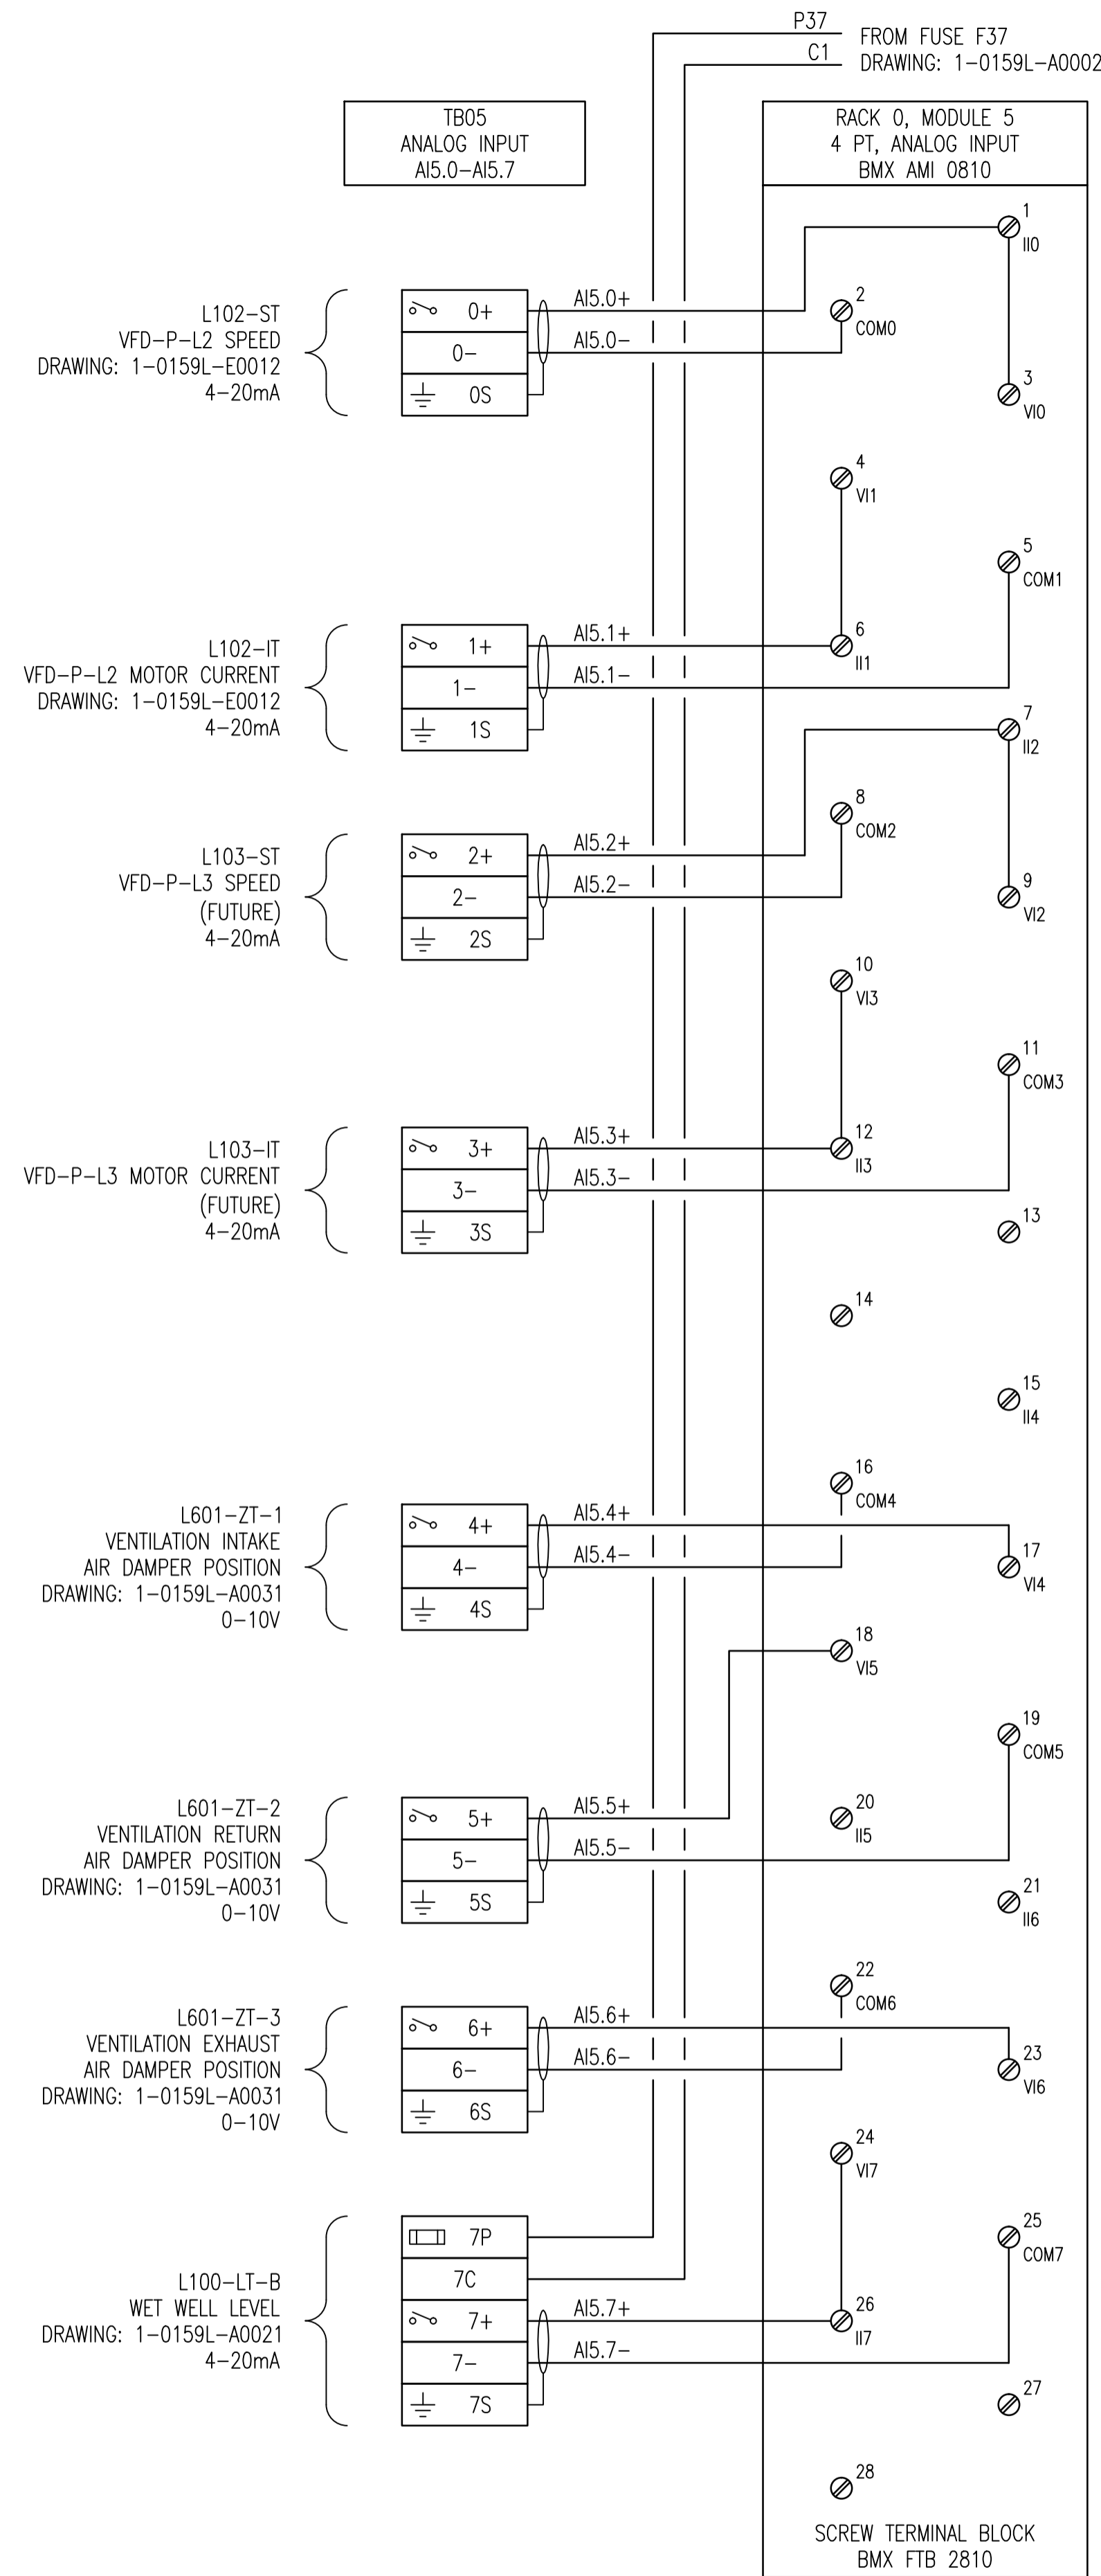 P37
C1
FROM FUSE F37
DRAWING: 1-0159L-A0002
TB05
ANALOG INPUT
AI5.0-AI5.7
RACK 0, MODULE 5
4 PT, ANALOG INPUT
BMX AMI 0810
L102-ST
VFD-P-L2 SPEED
DRAWING: 1-0159L-E0012
4-20mA
0+
0-
0S
AI5.0+
AI5.0-
1
II0
2
COM0
3
VI0
4
VI1
5
COM1
L102-IT
VFD-P-L2 MOTOR CURRENT
DRAWING: 1-0159L-E0012
4-20mA
1+
1-
1S
AI5.1+
AI5.1-
6
II1
7
II2
L103-ST
VFD-P-L3 SPEED
(FUTURE)
4-20mA
2+
2-
2S
AI5.2+
AI5.2-
8
COM2
9
VI2
10
VI3
11
COM3
L103-IT
VFD-P-L3 MOTOR CURRENT
(FUTURE)
4-20mA
3+
3-
3S
AI5.3+
AI5.3-
12
II3
13
14
15
II4
16
COM4
L601-ZT-1
VENTILATION INTAKE
AIR DAMPER POSITION
DRAWING: 1-0159L-A0031
0-10V
4+
4-
4S
AI5.4+
AI5.4-
17
VI4
18
VI5
19
COM5
L601-ZT-2
VENTILATION RETURN
AIR DAMPER POSITION
DRAWING: 1-0159L-A0031
0-10V
5+
5-
5S
AI5.5+
AI5.5-
20
II5
21
II6
22
COM6
L601-ZT-3
VENTILATION EXHAUST
AIR DAMPER POSITION
DRAWING: 1-0159L-A0031
0-10V
6+
6-
6S
AI5.6+
AI5.6-
23
VI6
24
VI7
25
COM7
L100-LT-B
WET WELL LEVEL
DRAWING: 1-0159L-A0021
4-20mA
7P
7C
7+
7-
7S
AI5.7+
AI5.7-
26
II7
27
28
SCREW TERMINAL BLOCK
BMX FTB 2810